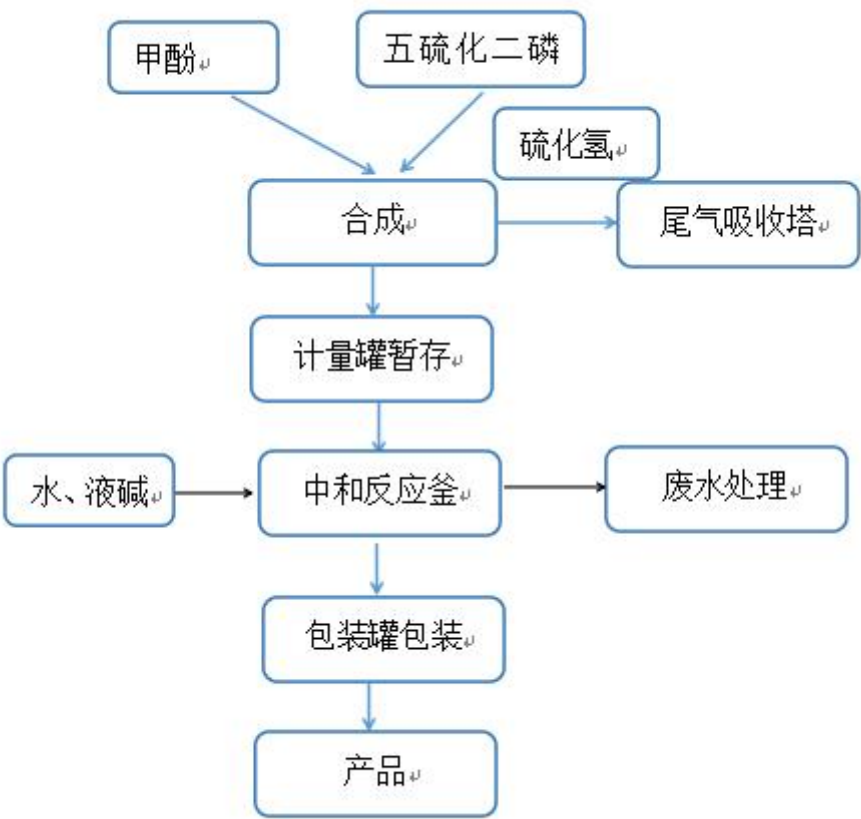 甲酚
五硫化二磷
硫化氢
合成
尾气吸收塔
计量罐暂存
水、液碱
中和反应釜
废水处理
包装罐包装
产品